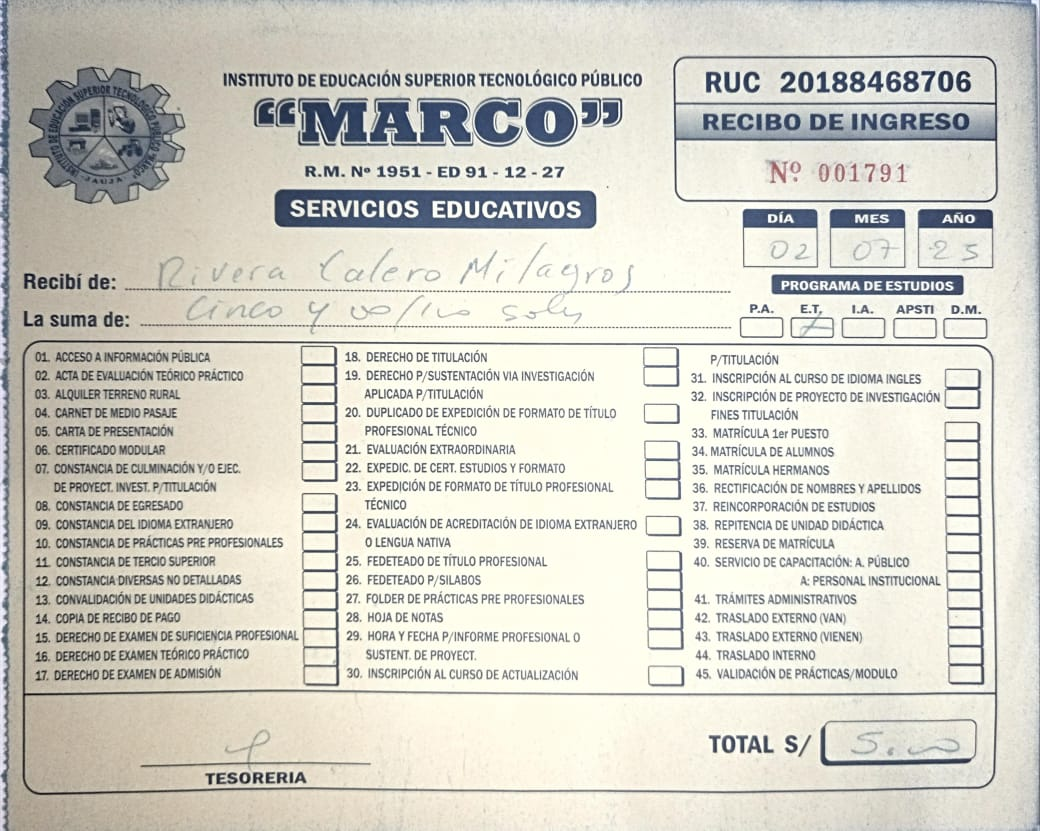 INSTITUTO DE EDUCACIÓN SUPERIOR TECNOLÓGICO PÚBLICO
"MARCO"
R.M. Nº 1951 - ED 91 - 12 - 27
SERVICIOS EDUCATIVOS
INSTITUTO DE EDUCACIÓN SUPERIOR TECNOLÓGICO PÚBLICO "MARCO"
- JAUJA -
RUC 20188468706
RECIBO DE INGRESO
Nº 001791
DÍA MES AÑO
02 07 25
Recibí de: Rivera Calero Milagros
La suma de: Cinco y 00/100 soles
PROGRAMA DE ESTUDIOS
P.A. E.T. I.A. APSTI D.M.
01. ACCESO A INFORMACIÓN PÚBLICA
02. ACTA DE EVALUACIÓN TEÓRICO PRÁCTICO
03. ALQUILER TERRENO RURAL
04. CARNET DE MEDIO PASAJE
05. CARTA DE PRESENTACIÓN
06. CERTIFICADO MODULAR
07. CONSTANCIA DE CULMINACIÓN Y/O EJEC.
DE PROYECT. INVEST. P/TITULACIÓN
08. CONSTANCIA DE EGRESADO
09. CONSTANCIA DEL IDIOMA EXTRANJERO
10. CONSTANCIA DE PRÁCTICAS PRE PROFESIONALES
11. CONSTANCIA DE TERCIO SUPERIOR
12. CONSTANCIA DIVERSAS NO DETALLADAS
13. CONVALIDACIÓN DE UNIDADES DIDÁCTICAS
14. COPIA DE RECIBO DE PAGO
15. DERECHO DE EXAMEN DE SUFICIENCIA PROFESIONAL
16. DERECHO DE EXAMEN TEÓRICO PRÁCTICO
17. DERECHO DE EXAMEN DE ADMISIÓN
18. DERECHO DE TITULACIÓN
19. DERECHO P/SUSTENTACIÓN VIA INVESTIGACIÓN
APLICADA P/TITULACIÓN
20. DUPLICADO DE EXPEDICIÓN DE FORMATO DE TÍTULO
PROFESIONAL TÉCNICO
21. EVALUACIÓN EXTRAORDINARIA
22. EXPEDIC. DE CERT. ESTUDIOS Y FORMATO
23. EXPEDICIÓN DE FORMATO DE TÍTULO PROFESIONAL
TÉCNICO
24. EVALUACIÓN DE ACREDITACIÓN DE IDIOMA EXTRANJERO
O LENGUA NATIVA
25. FEDETEADO DE TÍTULO PROFESIONAL
26. FEDETEADO P/SILABOS
27. FOLDER DE PRÁCTICAS PRE PROFESIONALES
28. HOJA DE NOTAS
29. HORA Y FECHA P/INFORME PROFESIONAL O
SUSTENT. DE PROYECT.
30. INSCRIPCIÓN AL CURSO DE ACTUALIZACIÓN
P/TITULACIÓN
31. INSCRIPCIÓN AL CURSO DE IDIOMA INGLES
32. INSCRIPCIÓN DE PROYECTO DE INVESTIGACIÓN
FINES TITULACIÓN
33. MATRÍCULA 1er PUESTO
34. MATRÍCULA DE ALUMNOS
35. MATRÍCULA HERMANOS
36. RECTIFICACIÓN DE NOMBRES Y APELLIDOS
37. REINCORPORACIÓN DE ESTUDIOS
38. REPITENCIA DE UNIDAD DIDÁCTICA
39. RESERVA DE MATRÍCULA
40. SERVICIO DE CAPACITACIÓN: A. PÚBLICO
A: PERSONAL INSTITUCIONAL
41. TRÁMITES ADMINISTRATIVOS
42. TRASLADO EXTERNO (VAN)
43. TRASLADO EXTERNO (VIENEN)
44. TRASLADO INTERNO
45. VALIDACIÓN DE PRÁCTICAS/MODULO
TESORERIA
TOTAL S/ 5.00